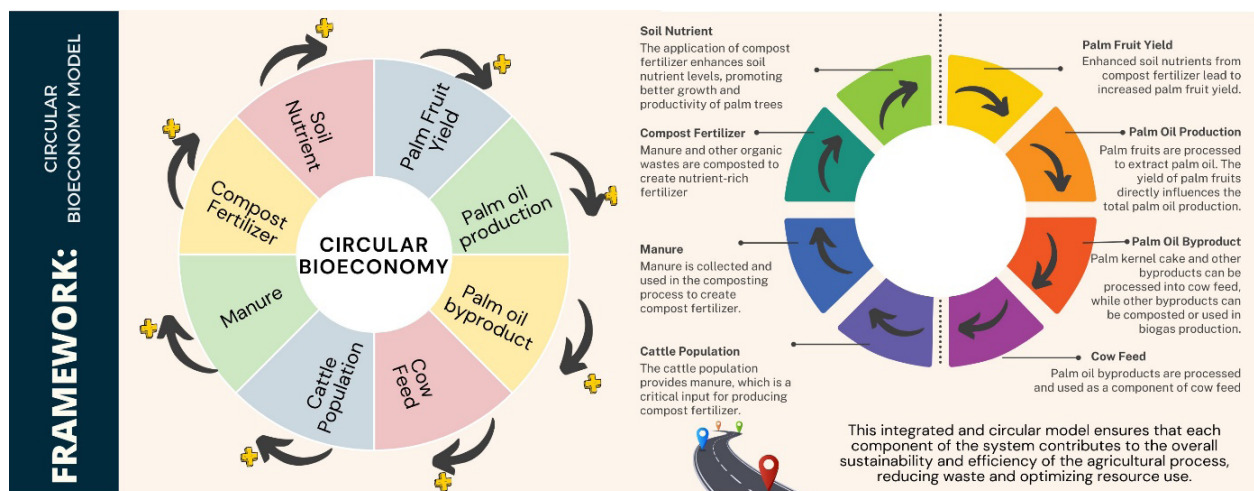 FRAMEWORK:
CIRCULAR
BIOECONOMY MODEL
Soil
Nutrient
Palm Fruit
Yield
Palm oil
production
Palm oil
byproduct
Cow
Feed
Cattle
Population
Manure
Compost
Fertilizer
CIRCULAR
BIOECONOMY
Soil Nutrient
The application of compost
fertilizer enhances soil
nutrient levels, promoting
better growth and
productivity of palm trees
Compost Fertilizer
Manure and other organic
wastes are composted to
create nutrient-rich
fertilizer
Manure
Manure is collected and
used in the composting
process to create
compost fertilizer.
Cattle Population
The cattle population
provides manure, which is a
critical input for producing
compost fertilizer.
Palm Fruit Yield
Enhanced soil nutrients from
compost fertilizer lead to
increased palm fruit yield.
Palm Oil Production
Palm fruits are processed
to extract palm oil. The
yield of palm fruits
directly influences the
total palm oil production.
Palm Oil Byproduct
Palm kernel cake and other
byproducts can be
processed into cow feed,
while other byproducts can
be composted or used in
biogas production.
Cow Feed
Palm oil byproducts are processed
and used as a component of cow feed
This integrated and circular model ensures that each
component of the system contributes to the overall
sustainability and efficiency of the agricultural process,
reducing waste and optimizing resource use.